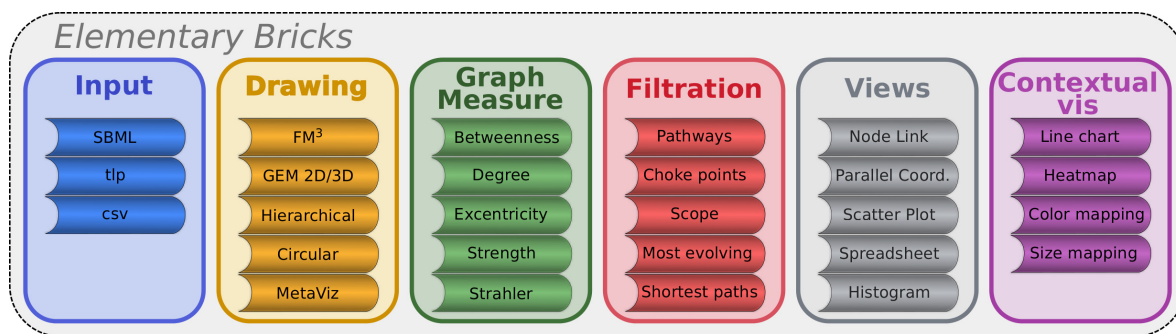 Elementary Bricks
Input
SBML
tlp
csv
Drawing
FM³
GEM 2D/3D
Hierarchical
Circular
MetaViz
Graph
Measure
Betweenness
Degree
Excentricity
Strength
Strahler
Filtration
Pathways
Choke points
Scope
Most evolving
Shortest paths
Views
Node Link
Parallel Coord.
Scatter Plot
Spreadsheet
Histogram
Contextual
vis
Line chart
Heatmap
Color mapping
Size mapping